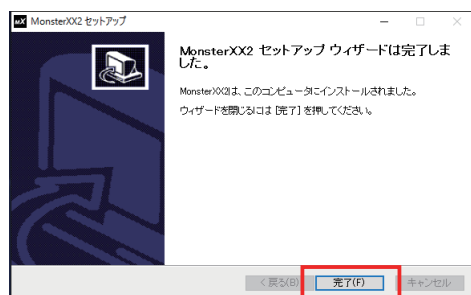 MonsterXX2 セットアップ
MonsterXX2 セットアップ ウィザードは完了しま
した。
MonsterXX2は、このコンピュータにインストールされました。
ウィザードを閉じるには [完了] を押してください。
< 戻る(B)
完了(F)
キャンセル